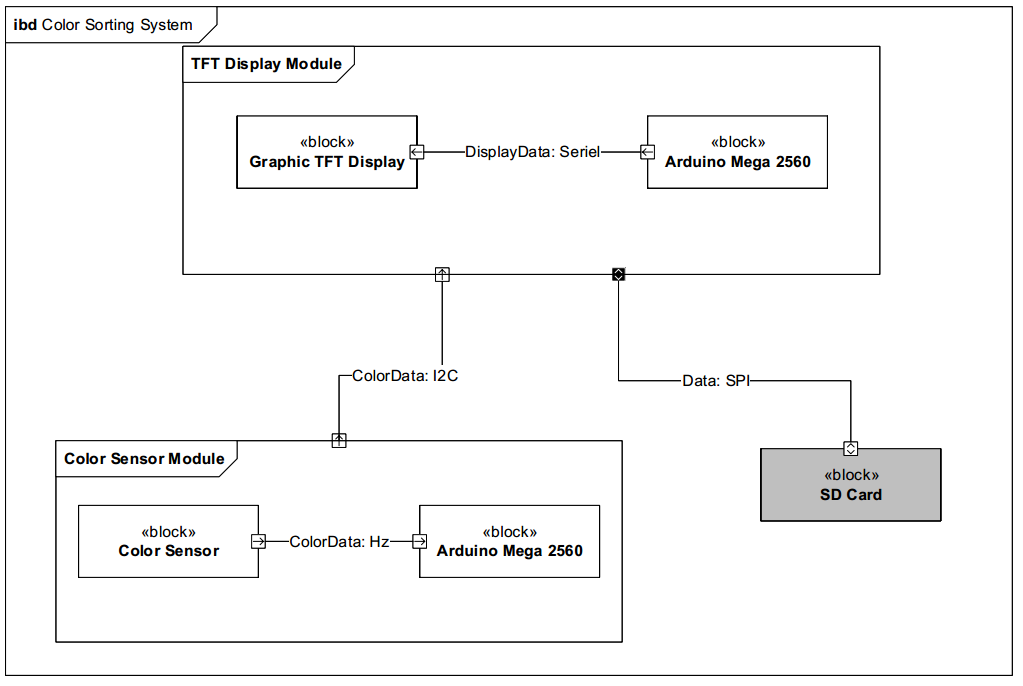 ibd Color Sorting System
TFT Display Module
«block»
Graphic TFT Display
DisplayData: Seriel
«block»
Arduino Mega 2560
ColorData: I2C
Data: SPI
Color Sensor Module
«block»
Color Sensor
ColorData: Hz
«block»
Arduino Mega 2560
«block»
SD Card